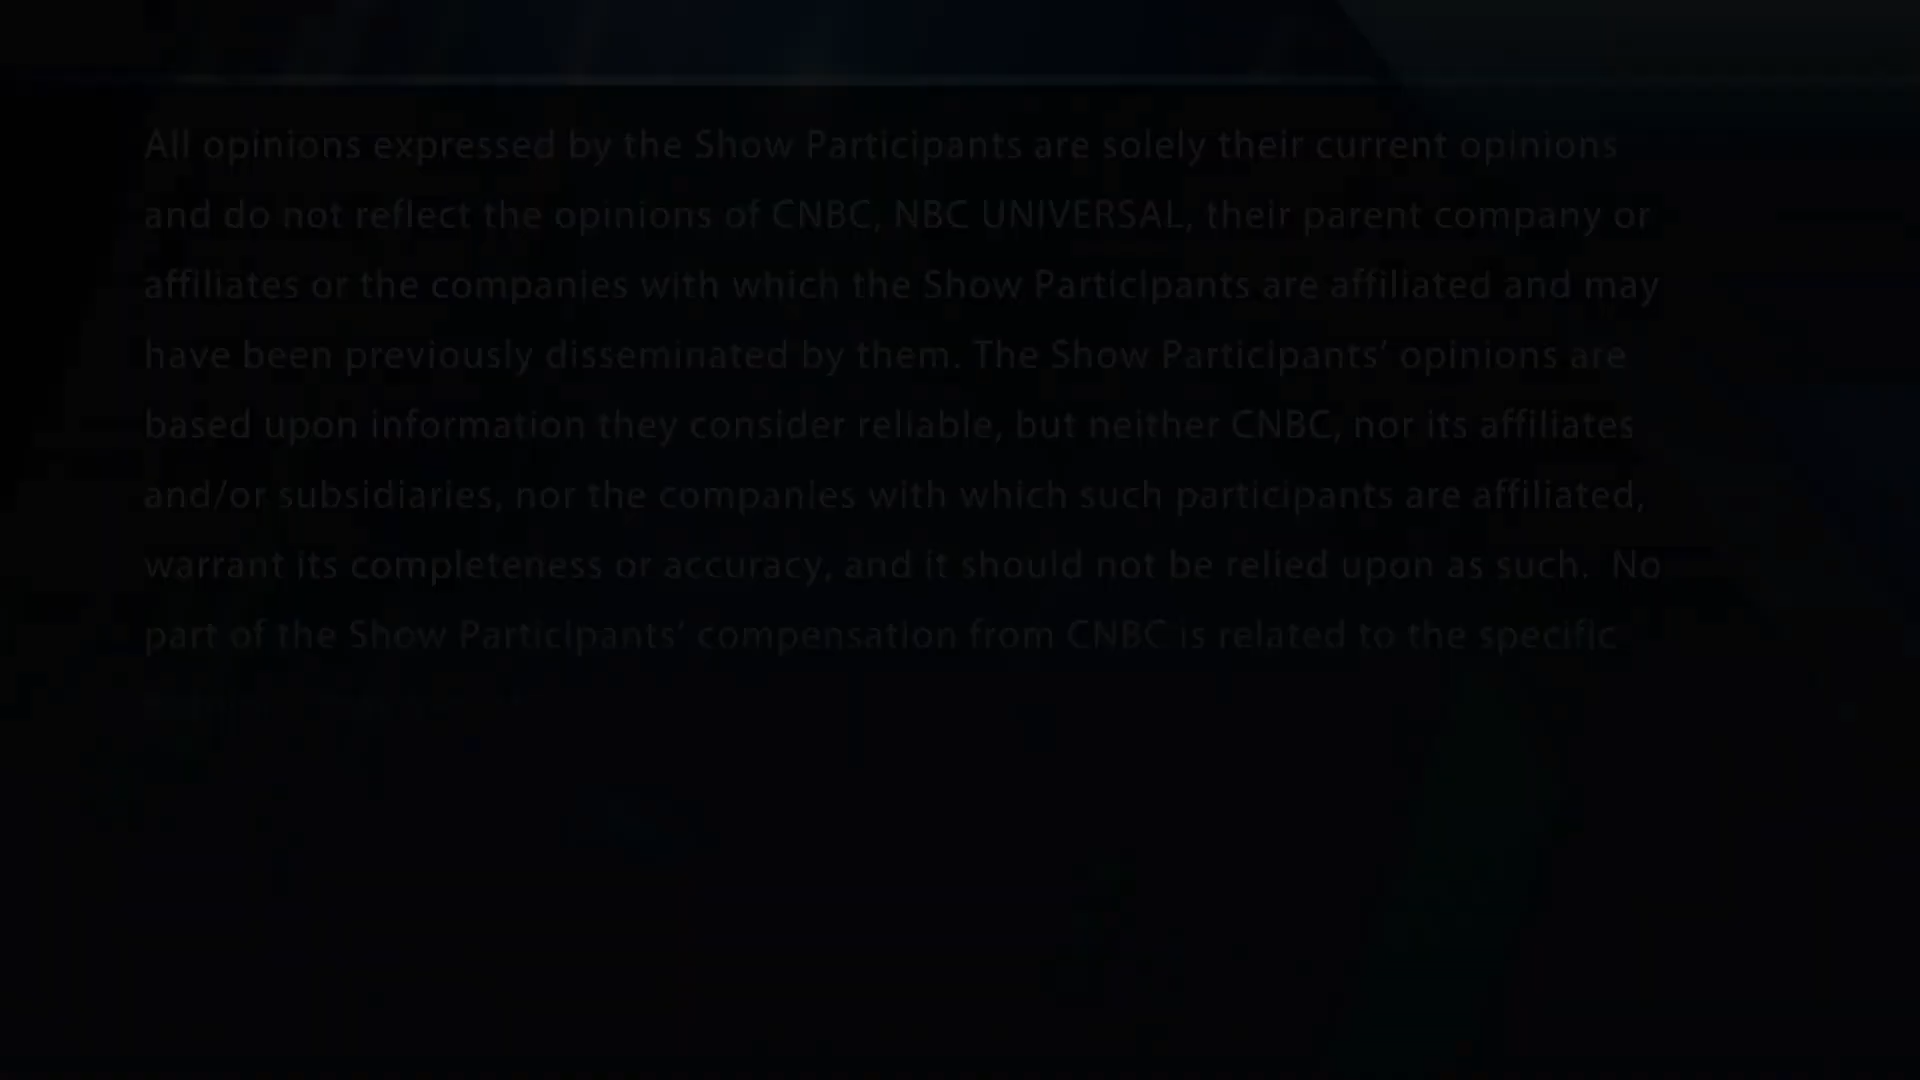 All opinions expressed by the Show Participants are solely their current opinions
and do not reflect the opinions of CNBC, NBC UNIVERSAL, their parent company or
affiliates or the companies with which the Show Participants are affiliated and may
have been previously disseminated by them. The Show Participants’ opinions are
based upon information they consider reliable, but neither CNBC, nor its affiliates
and/or subsidiaries, nor the companies with which such participants are affiliated,
warrant its completeness or accuracy, and it should not be relied upon as such.  No
part of the Show Participants’ compensation from CNBC is related to the specific